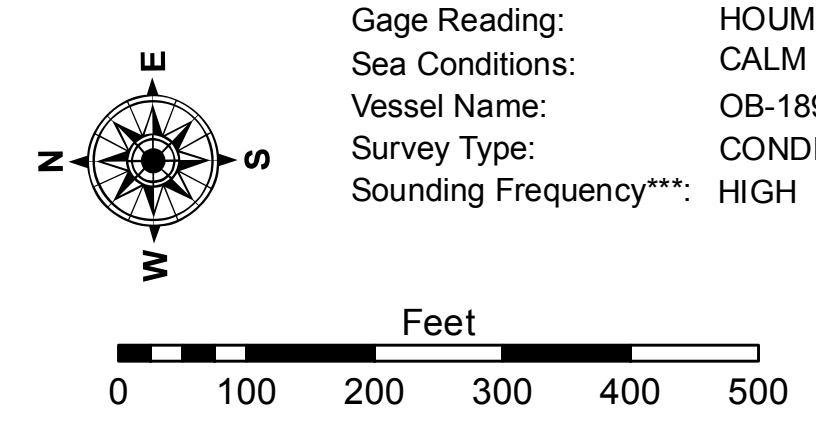 Gage Reading: HOUM
Sea Conditions: CALM
Vessel Name: OB-189
Survey Type: CONDI
Sounding Frequency***: HIGH
E
N S
W
Feet
0 100 200 300 400 500